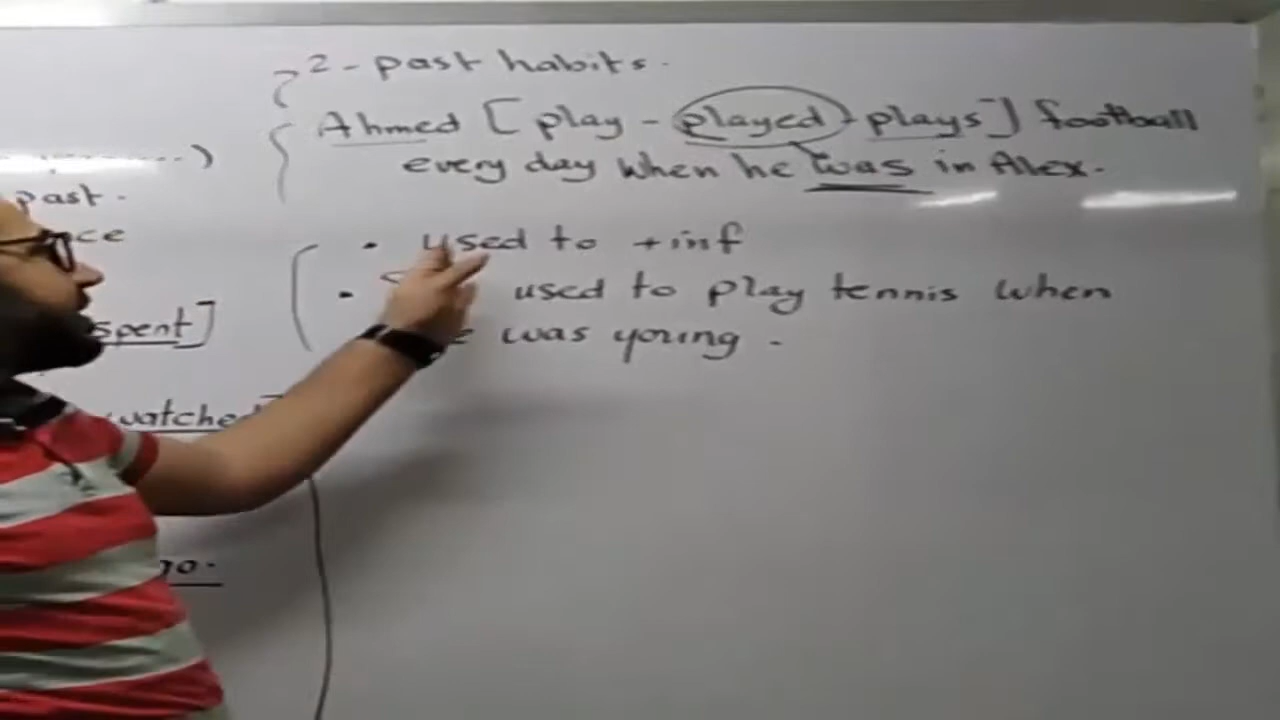 2- past habits.
Ahmed [play - played - plays] football
every day when he was in Alex.
past.
• used to +inf
• used to play tennis when
was young.
spent]
watched
go.